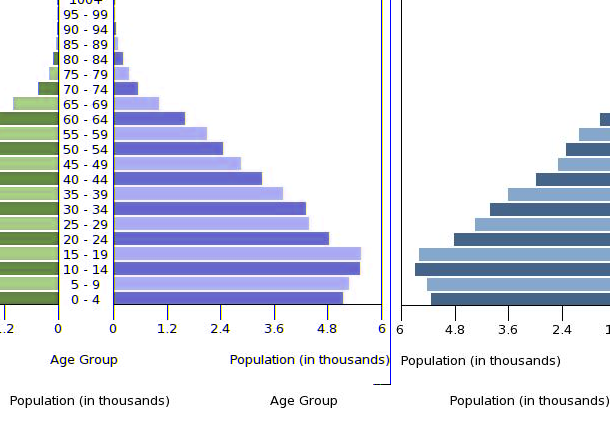 100+
95 - 99
90 - 94
85 - 89
80 - 84
75 - 79
70 - 74
65 - 69
60 - 64
55 - 59
50 - 54
45 - 49
40 - 44
35 - 39
30 - 34
25 - 29
20 - 24
15 - 19
10 - 14
5 - 9
0 - 4
1.2 0 0 1.2 2.4 3.6 4.8 6 6 4.8 3.6 2.4 1
Age Group Population (in thousands) Population (in thousands)
Population (in thousands) Age Group Population (in thousands)